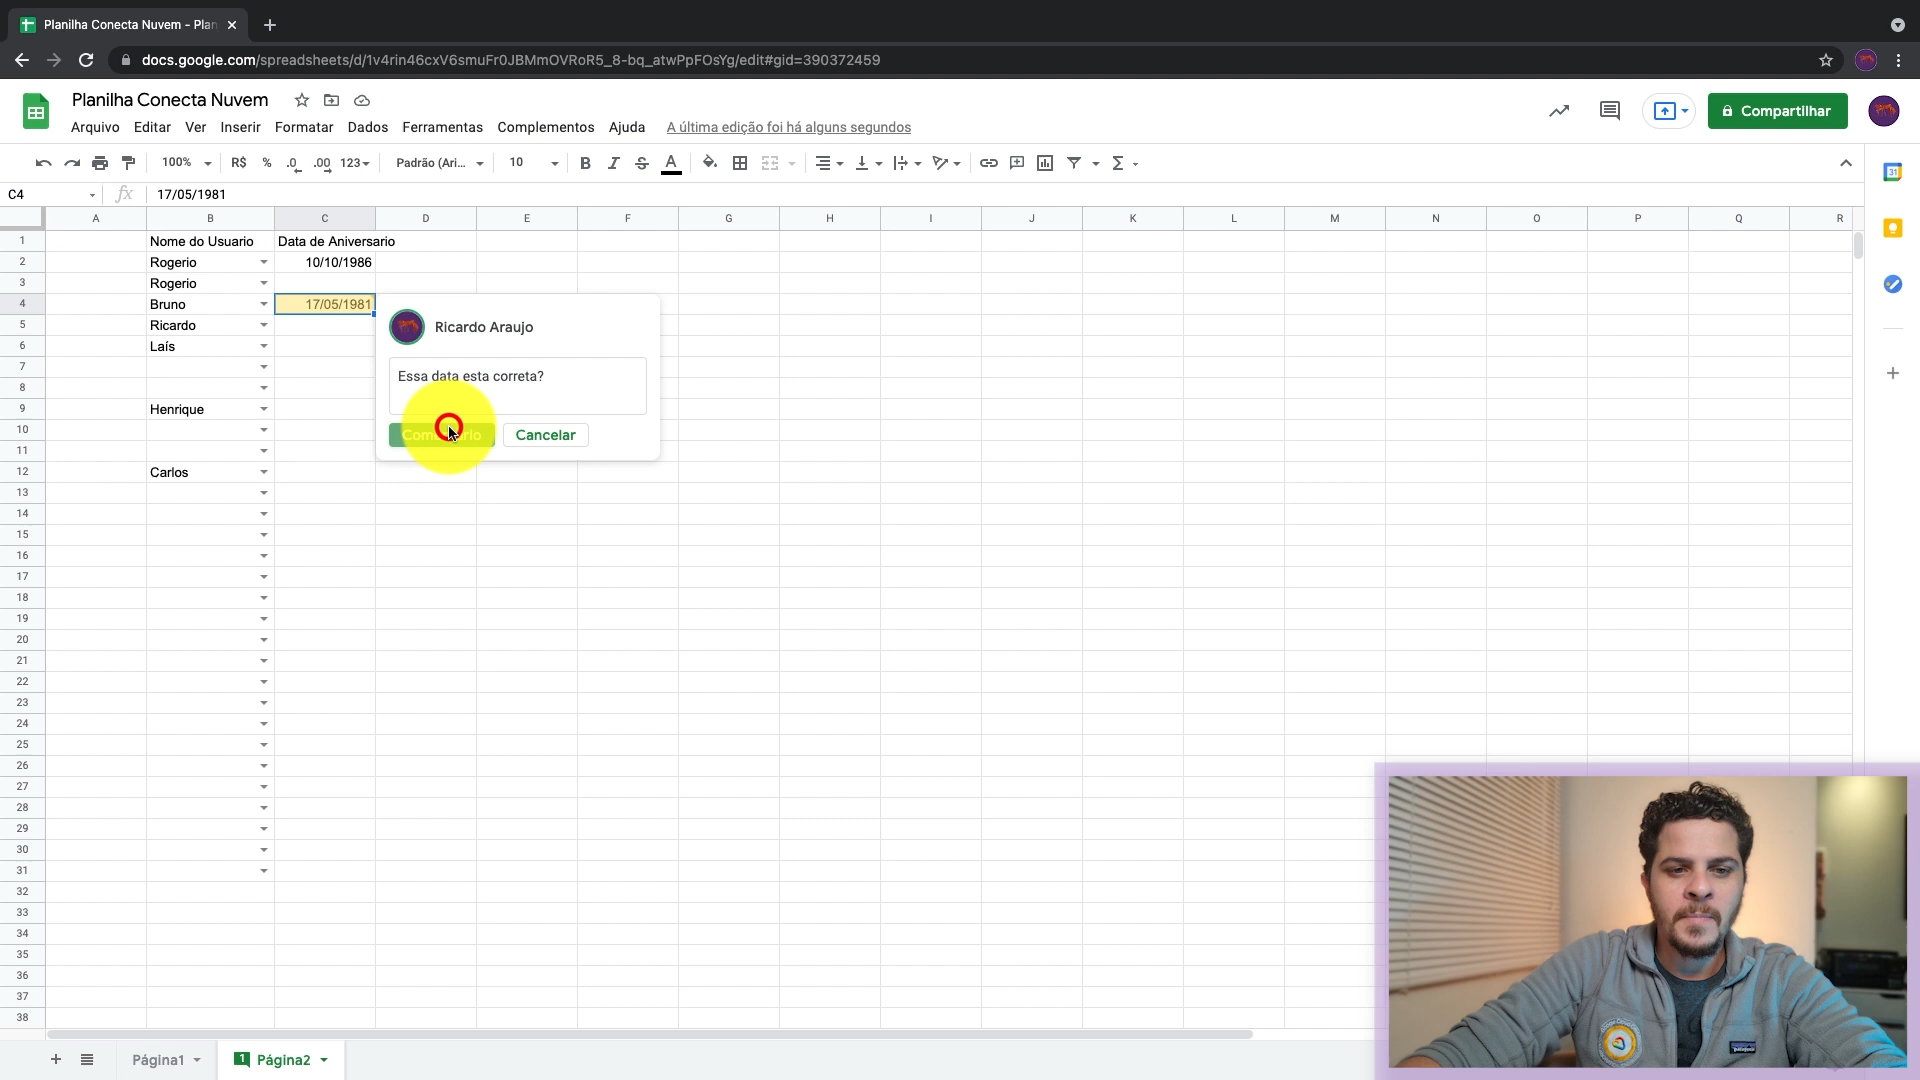 Planilha Conecta Nuvem - Plan
docs.google.com/spreadsheets/d/1v4rin46cxV6smuFr0JBMmOVRoR5_8-bq_atwPpFOsYg/edit#gid=390372459
Planilha Conecta Nuvem
Compartilhar
Arquivo Editar Ver Inserir Formatar Dados Ferramentas Complementos Ajuda A última edição foi há alguns segundos
100% R$ % .0 .00 123 Padrão (Ari... 10 B I S A
31
C4 fx 17/05/1981
A B C D E F G H I J K L M N O P Q R
1 Nome do Usuario Data de Aniversario
2 Rogerio 10/10/1986
3 Rogerio
4 Bruno 17/05/1981
Ricardo Araujo
5 Ricardo
6 Laís
7
Essa data esta correta?
8
9 Henrique
10
Cancelar
11
12 Carlos
13
14
15
16
17
18
19
20
21
22
23
24
25
26
27
28
29
30
31
32
33
34
35
36
37
38
Página1 1 Página2